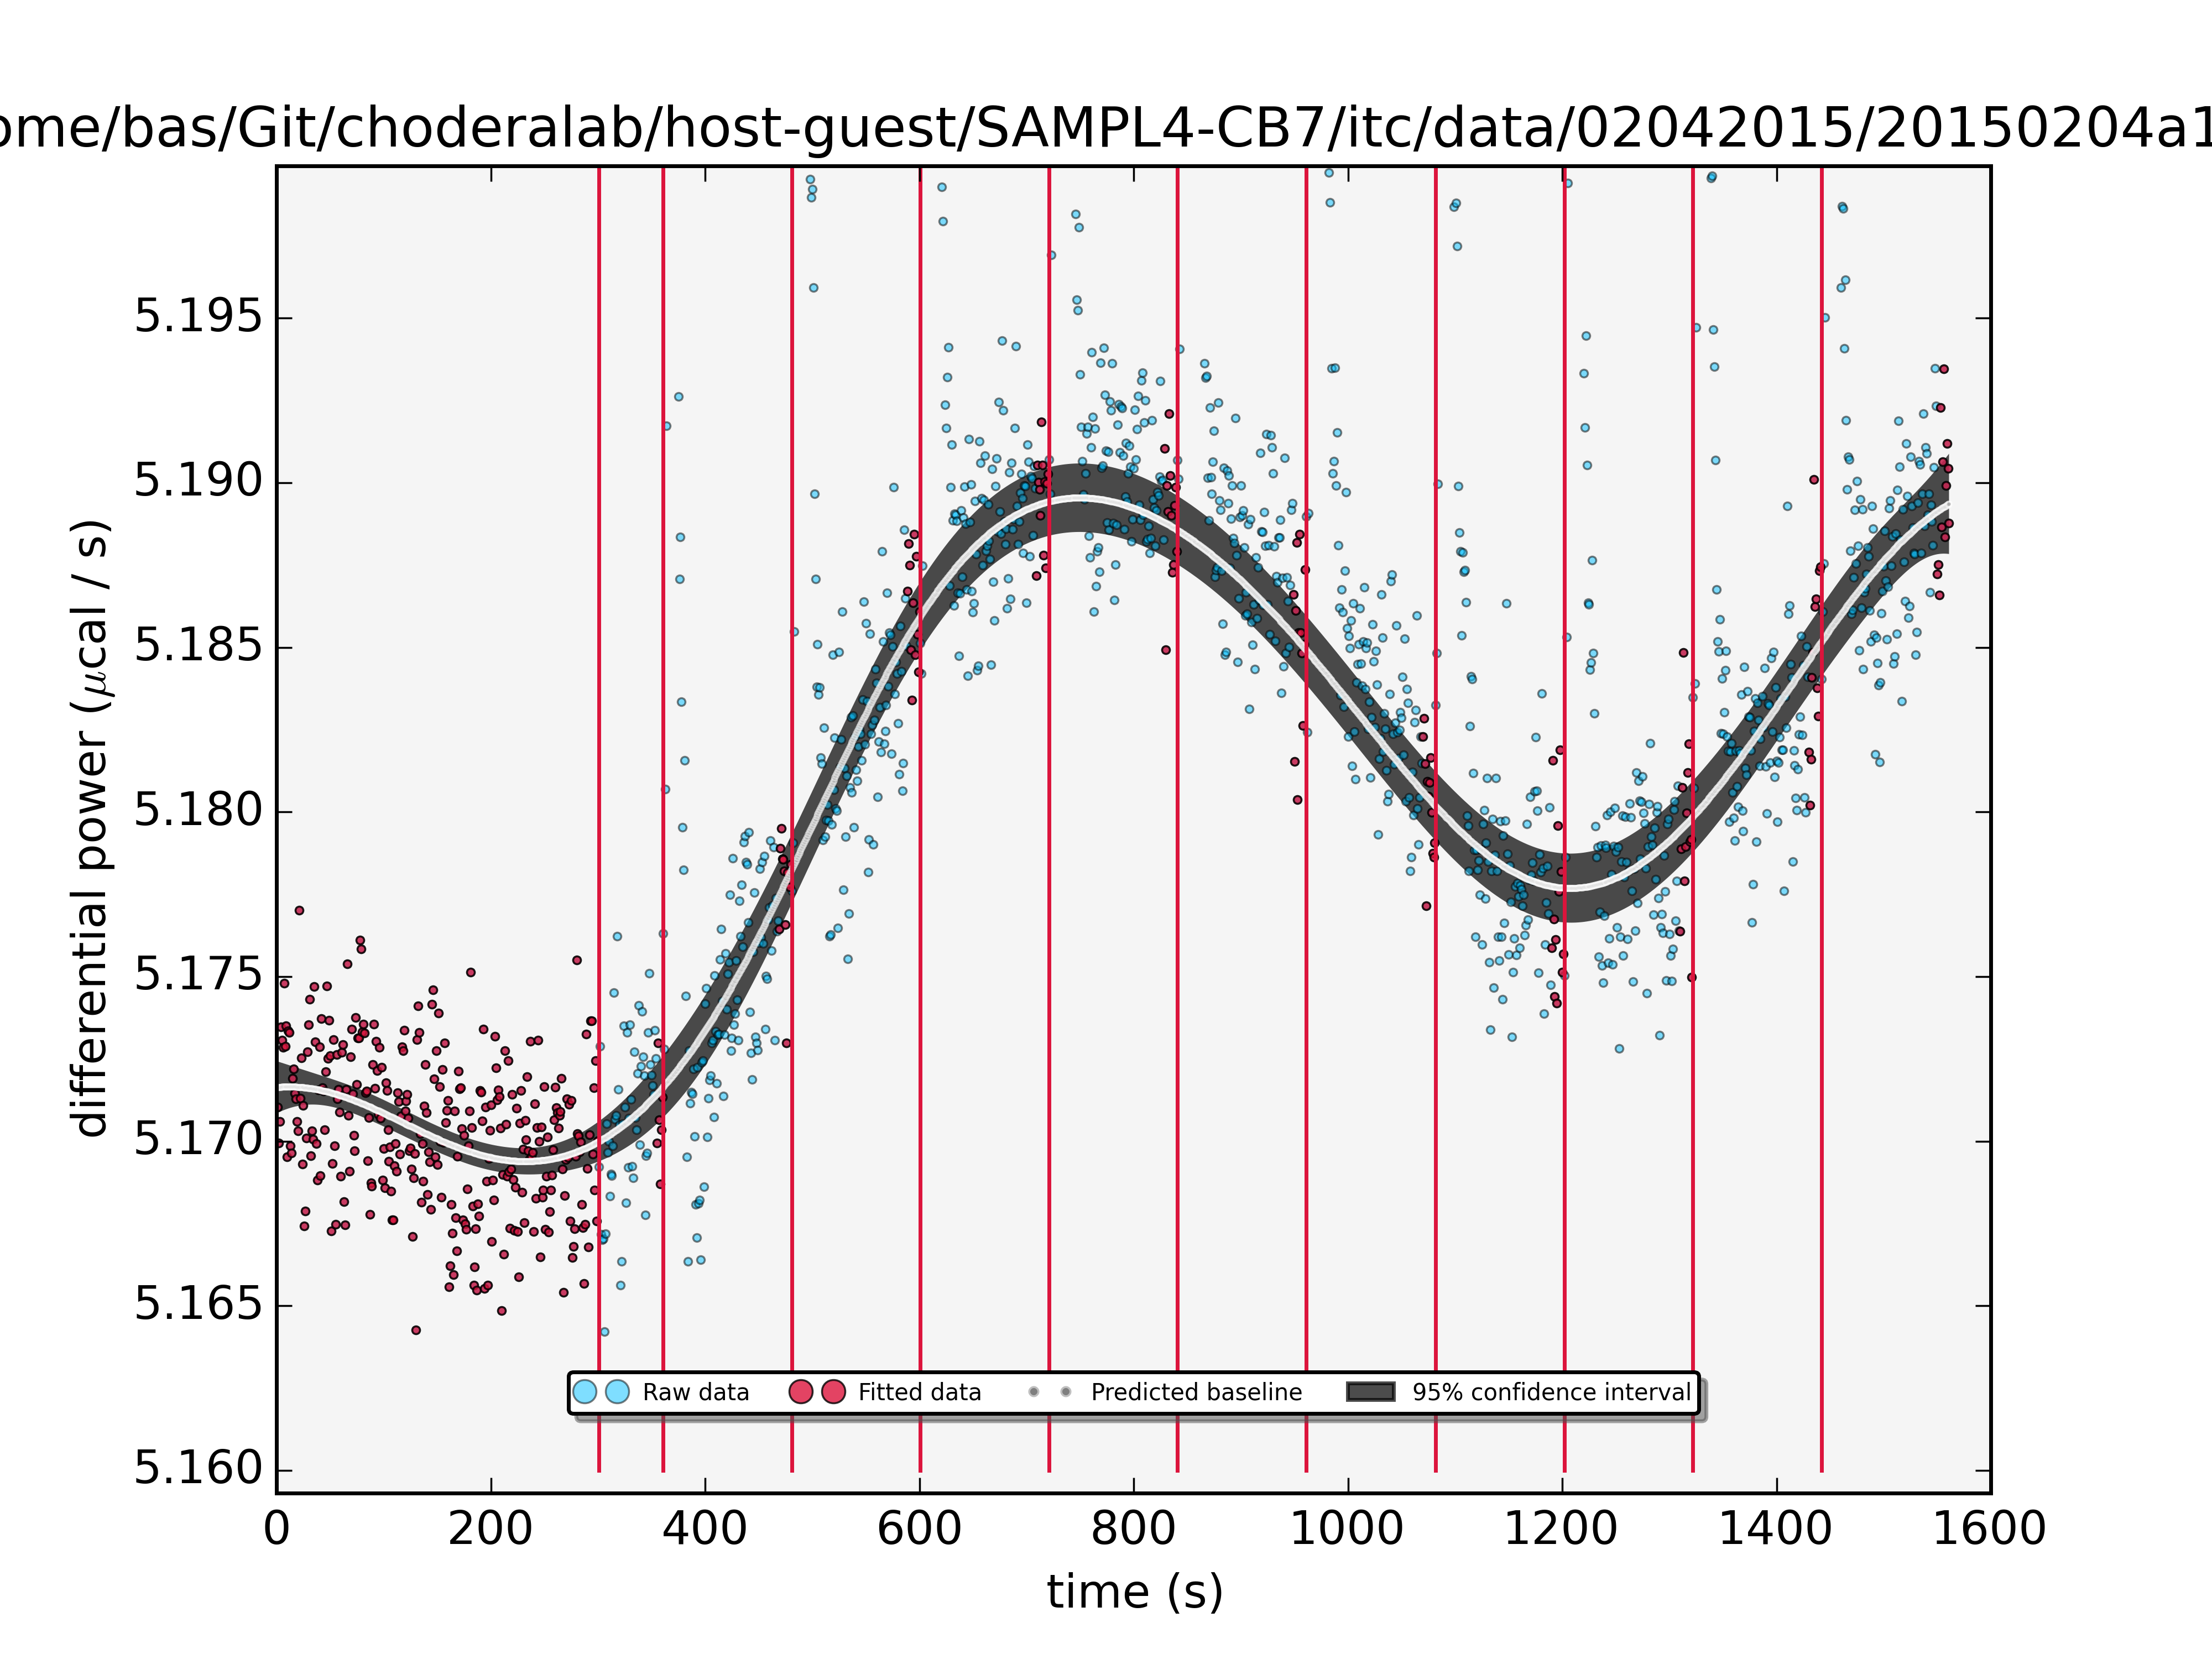 ome/bas/Git/choderalab/host-guest/SAMPL4-CB7/itc/data/02042015/20150204a1
differential power (μcal / s)
5.195
5.190
5.185
5.180
5.175
5.170
5.165
5.160
Raw data Fitted data Predicted baseline 95% confidence interval
0 200 400 600 800 1000 1200 1400 1600
time (s)